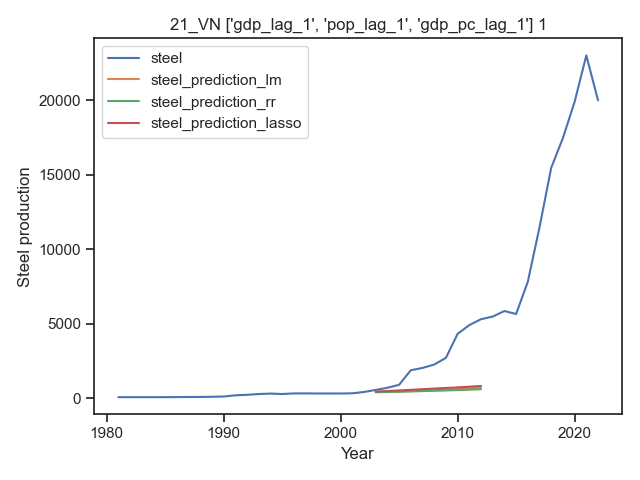 21_VN ['gdp_lag_1', 'pop_lag_1', 'gdp_pc_lag_1'] 1
steel
steel_prediction_lm
steel_prediction_rr
steel_prediction_lasso
Steel production
20000
15000
10000
5000
0
1980
1990
2000
2010
2020
Year